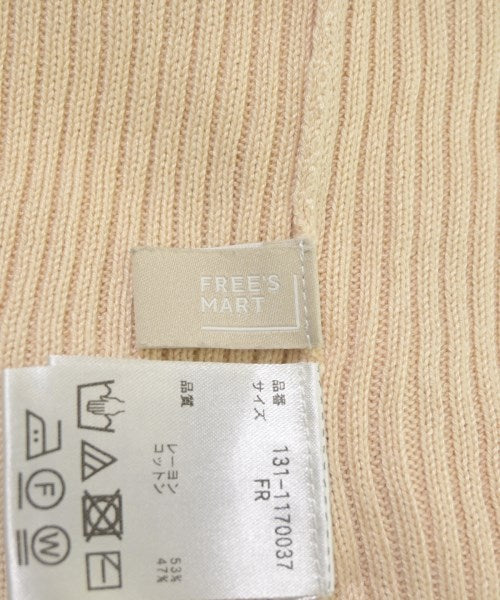 FREE'S
MART
品番 131-1170037
サイズ FR
品質
レーヨン 53%
コットン 47%
F
W